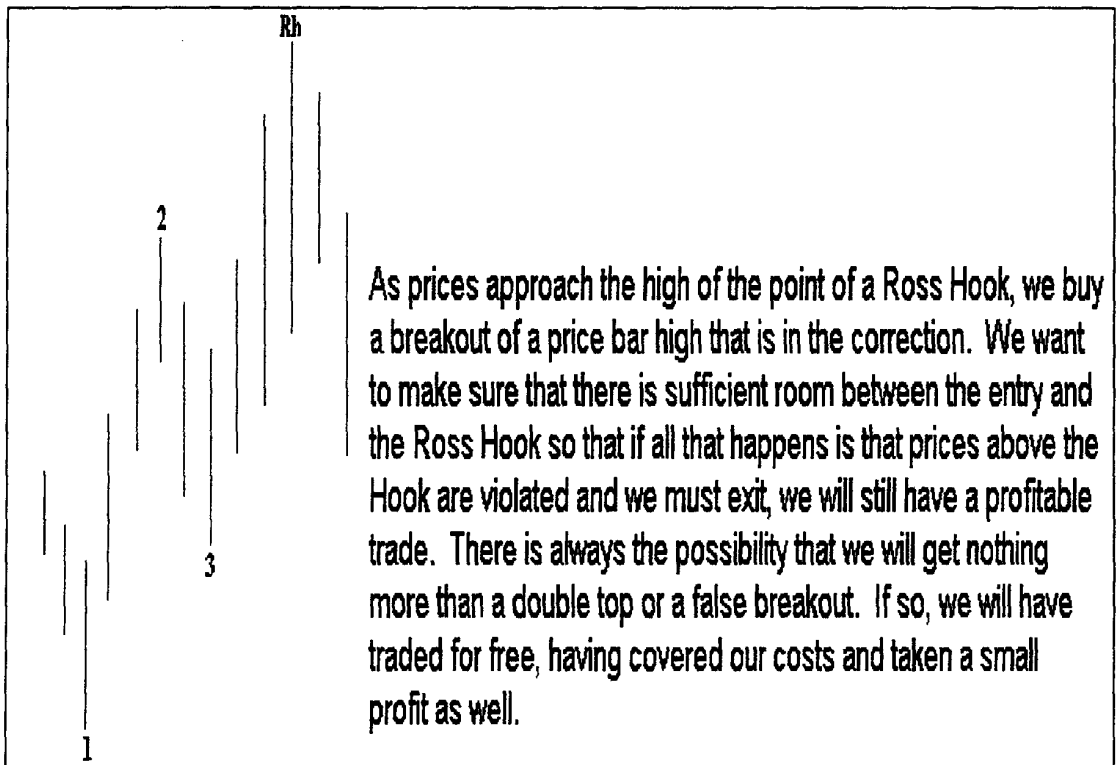 Rh
2
As prices approach the high of the point of a Ross Hook, we buy
a breakout of a price bar high that is in the correction. We want
to make sure that there is sufficient room between the entry and
the Ross Hook so that if all that happens is that prices above the
Hook are violated and we must exit, we will still have a profitable
trade. There is always the possibility that we will get nothing
more than a double top or a false breakout. If so, we will have
traded for free, having covered our costs and taken a small
profit as well.
3
1